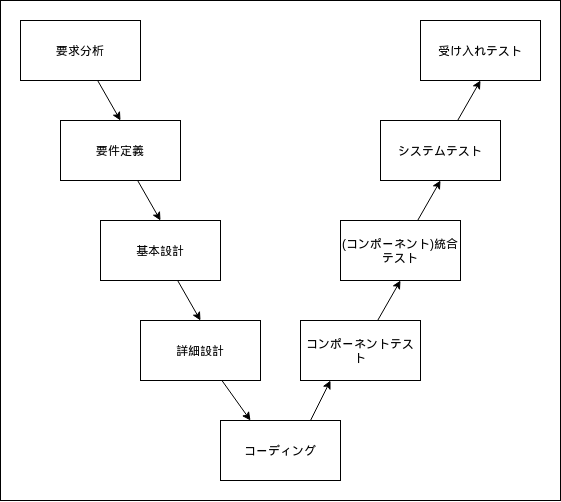 要求分析
受け入れテスト
要件定義
システムテスト
基本設計
(コンポーネント)統合
テスト
詳細設計
コンポーネントテス
ト
コーディング